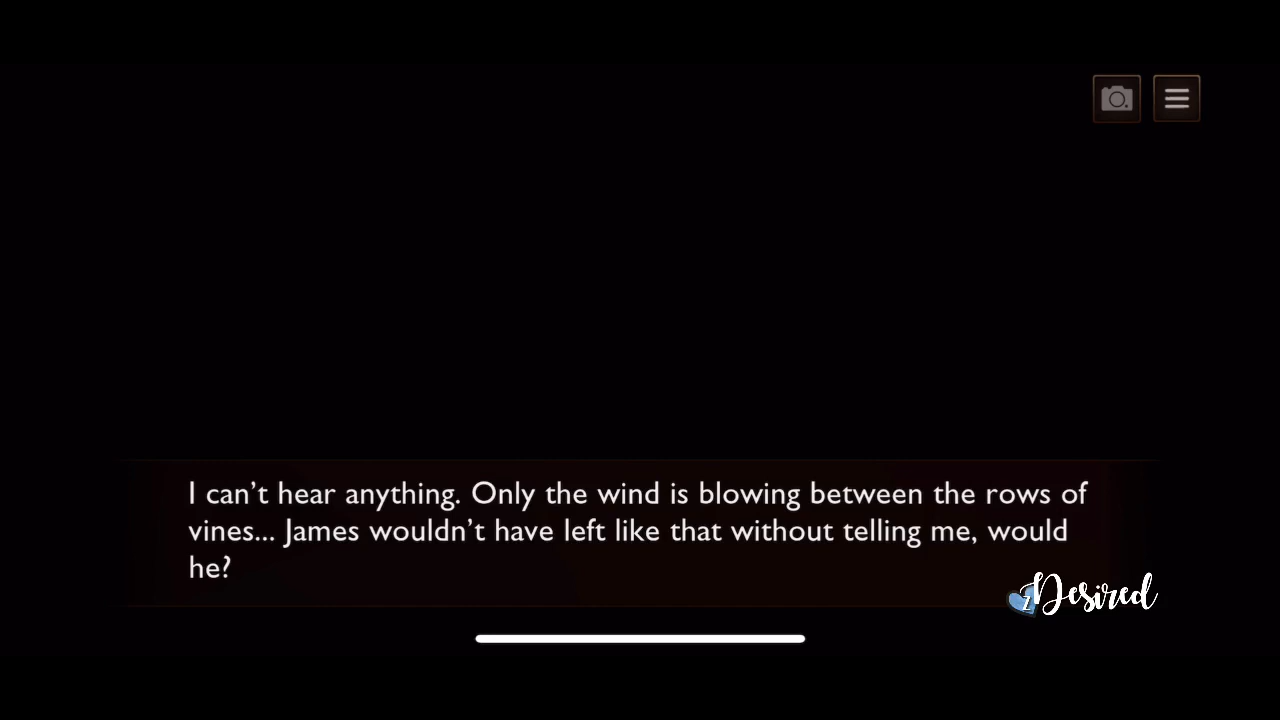 I can’t hear anything. Only the wind is blowing between the rows of
vines... James wouldn’t have left like that without telling me, would
he?
zDesired